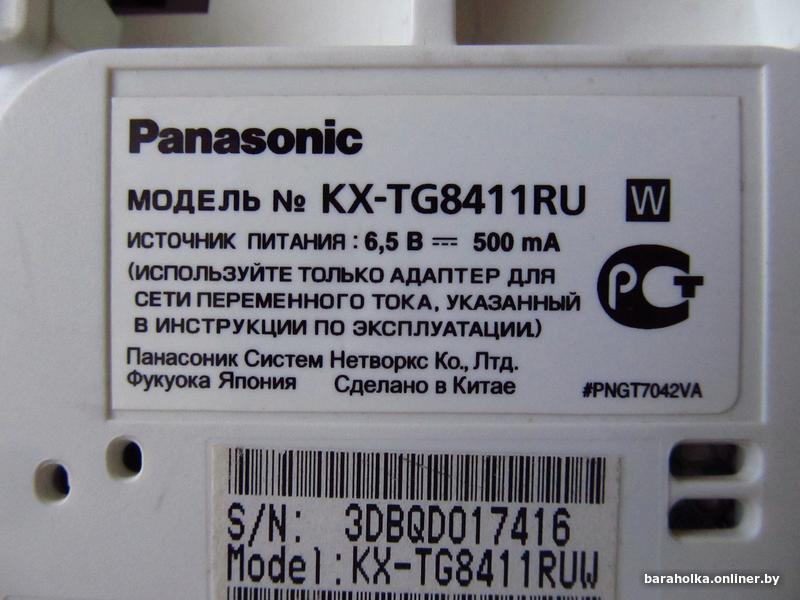 Panasonic
МОДЕЛЬ № KX-TG8411RU W
ИСТОЧНИК ПИТАНИЯ : 6,5 В ⎓ 500 mA
(ИСПОЛЬЗУЙТЕ ТОЛЬКО АДАПТЕР ДЛЯ
СЕТИ ПЕРЕМЕННОГО ТОКА, УКАЗАННЫЙ
В ИНСТРУКЦИИ ПО ЭКСПЛУАТАЦИИ.)
РСТ
Панасоник Систем Нетворкс Ко., Лтд.
Фукуока Япония Сделано в Китае #PNGT7042VA
S/N: 3DBQD017416
Model:KX-TG8411RUW
baraholka.onliner.by